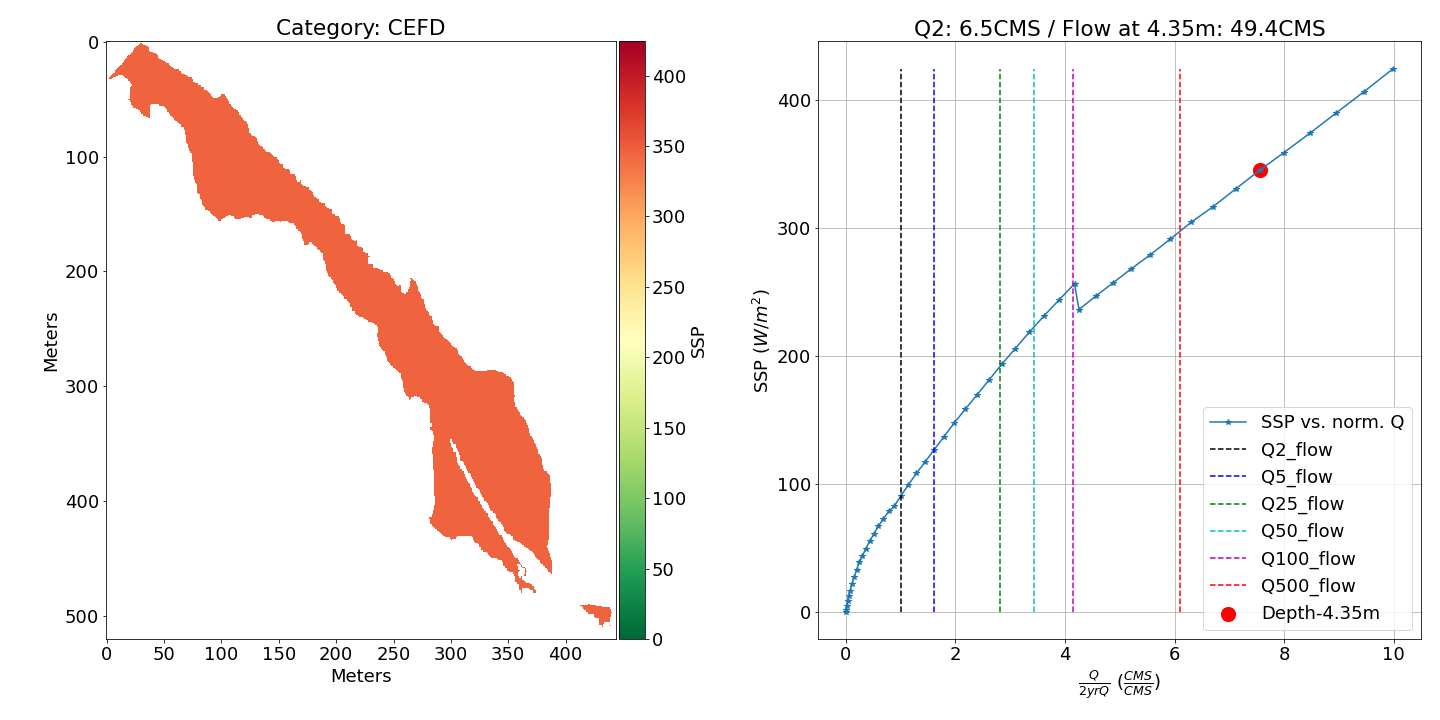 Category: CEFD
0
100
200
300
400
500
Meters
0 50 100 150 200 250 300 350 400
Meters
400
350
300
250
200
150
100
50
0
SSP
Q2: 6.5CMS / Flow at 4.35m: 49.4CMS
400
300
200
100
0
SSP (W/m²)
0 2 4 6 8 10
Q/2yrQ (CMS/CMS)
SSP vs. norm. Q
Q2_flow
Q5_flow
Q25_flow
Q50_flow
Q100_flow
Q500_flow
Depth-4.35m